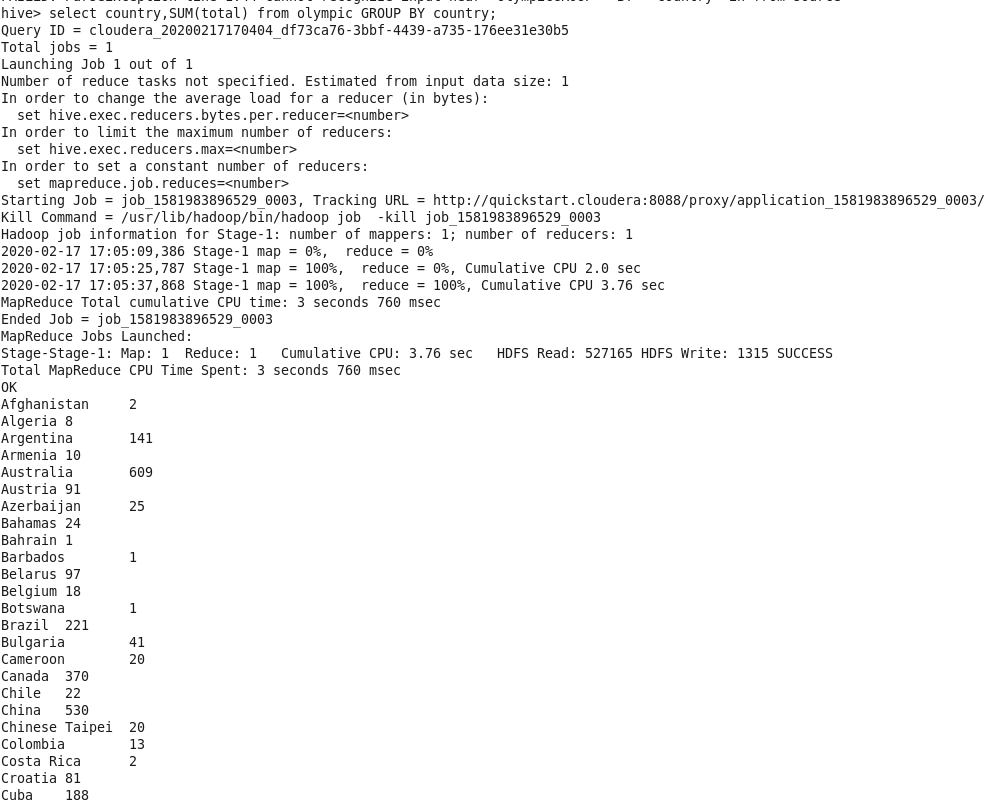 hive> select country,SUM(total) from olympic GROUP BY country;
Query ID = cloudera_20200217170404_df73ca76-3bbf-4439-a735-176ee31e30b5
Total jobs = 1
Launching Job 1 out of 1
Number of reduce tasks not specified. Estimated from input data size: 1
In order to change the average load for a reducer (in bytes):
  set hive.exec.reducers.bytes.per.reducer=<number>
In order to limit the maximum number of reducers:
  set hive.exec.reducers.max=<number>
In order to set a constant number of reducers:
  set mapreduce.job.reduces=<number>
Starting Job = job_1581983896529_0003, Tracking URL = http://quickstart.cloudera:8088/proxy/application_1581983896529_0003/
Kill Command = /usr/lib/hadoop/bin/hadoop job  -kill job_1581983896529_0003
Hadoop job information for Stage-1: number of mappers: 1; number of reducers: 1
2020-02-17 17:05:09,386 Stage-1 map = 0%,  reduce = 0%
2020-02-17 17:05:25,787 Stage-1 map = 100%,  reduce = 0%, Cumulative CPU 2.0 sec
2020-02-17 17:05:37,868 Stage-1 map = 100%,  reduce = 100%, Cumulative CPU 3.76 sec
MapReduce Total cumulative CPU time: 3 seconds 760 msec
Ended Job = job_1581983896529_0003
MapReduce Jobs Launched:
Stage-Stage-1: Map: 1  Reduce: 1   Cumulative CPU: 3.76 sec   HDFS Read: 527165 HDFS Write: 1315 SUCCESS
Total MapReduce CPU Time Spent: 3 seconds 760 msec
OK
Afghanistan     2
Algeria 8
Argentina       141
Armenia 10
Australia       609
Austria 91
Azerbaijan      25
Bahamas 24
Bahrain 1
Barbados        1
Belarus 97
Belgium 18
Botswana        1
Brazil  221
Bulgaria        41
Cameroon        20
Canada  370
Chile   22
China   530
Chinese Taipei  20
Colombia        13
Costa Rica      2
Croatia 81
Cuba    188